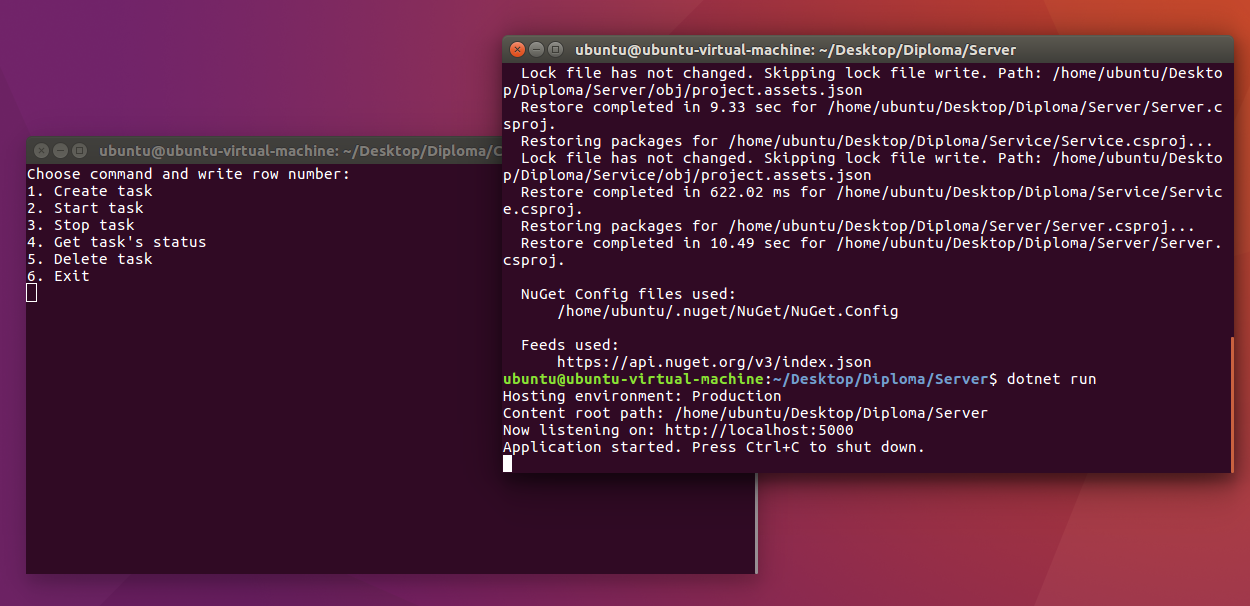 ubuntu@ubuntu-virtual-machine: ~/Desktop/Diploma/Server
Lock file has not changed. Skipping lock file write. Path: /home/ubuntu/Deskto
p/Diploma/Server/obj/project.assets.json
Restore completed in 9.33 sec for /home/ubuntu/Desktop/Diploma/Server/Server.c
sproj.
Restoring packages for /home/ubuntu/Desktop/Diploma/Service/Service.csproj...
Lock file has not changed. Skipping lock file write. Path: /home/ubuntu/Deskto
p/Diploma/Service/obj/project.assets.json
Restore completed in 622.02 ms for /home/ubuntu/Desktop/Diploma/Service/Servic
e.csproj.
Restoring packages for /home/ubuntu/Desktop/Diploma/Server/Server.csproj...
Restore completed in 10.49 sec for /home/ubuntu/Desktop/Diploma/Server/Server.
csproj.
NuGet Config files used:
/home/ubuntu/.nuget/NuGet/NuGet.Config
Feeds used:
https://api.nuget.org/v3/index.json
ubuntu@ubuntu-virtual-machine:~/Desktop/Diploma/Server$ dotnet run
Hosting environment: Production
Content root path: /home/ubuntu/Desktop/Diploma/Server
Now listening on: http://localhost:5000
Application started. Press Ctrl+C to shut down.
ubuntu@ubuntu-virtual-machine: ~/Desktop/Diploma/C
Choose command and write row number:
1. Create task
2. Start task
3. Stop task
4. Get task's status
5. Delete task
6. Exit